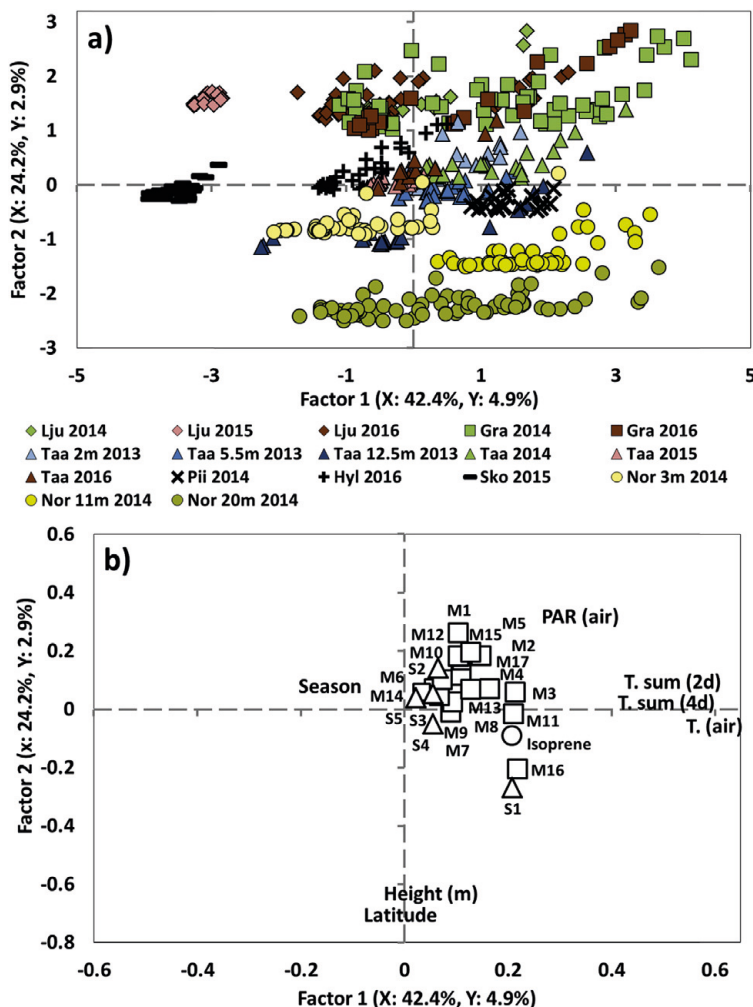 a)
3
2
1
0
-1
-2
-3
Factor 2 (X: 24.2%, Y: 2.9%)
-5 -3 -1 1 3 5
Factor 1 (X: 42.4%, Y: 4.9%)
Lju 2014 Lju 2015 Lju 2016 Gra 2014 Gra 2016
Taa 2m 2013 Taa 5.5m 2013 Taa 12.5m 2013 Taa 2014 Taa 2015
Taa 2016 Pii 2014 Hyl 2016 Sko 2015 Nor 3m 2014
Nor 11m 2014 Nor 20m 2014
b)
0.6
0.4
0.2
0
-0.2
-0.4
-0.6
-0.8
Factor 2 (x: 24.2%, Y: 2.9%)
M1 M5 PAR (air)
M12 M15 M2
M10 M17
S2 M4
M6 T. sum (2d)
Season M3
M14 M13 T. sum (4d)
S5 S3 M8 M11 T. (air)
S4 M9 Isoprene
M7
M16
S1
Height (m)
Latitude
-0.6 -0.4 -0.2 0 0.2 0.4 0.6
Factor 1 (X: 42.4%, Y: 4.9%)